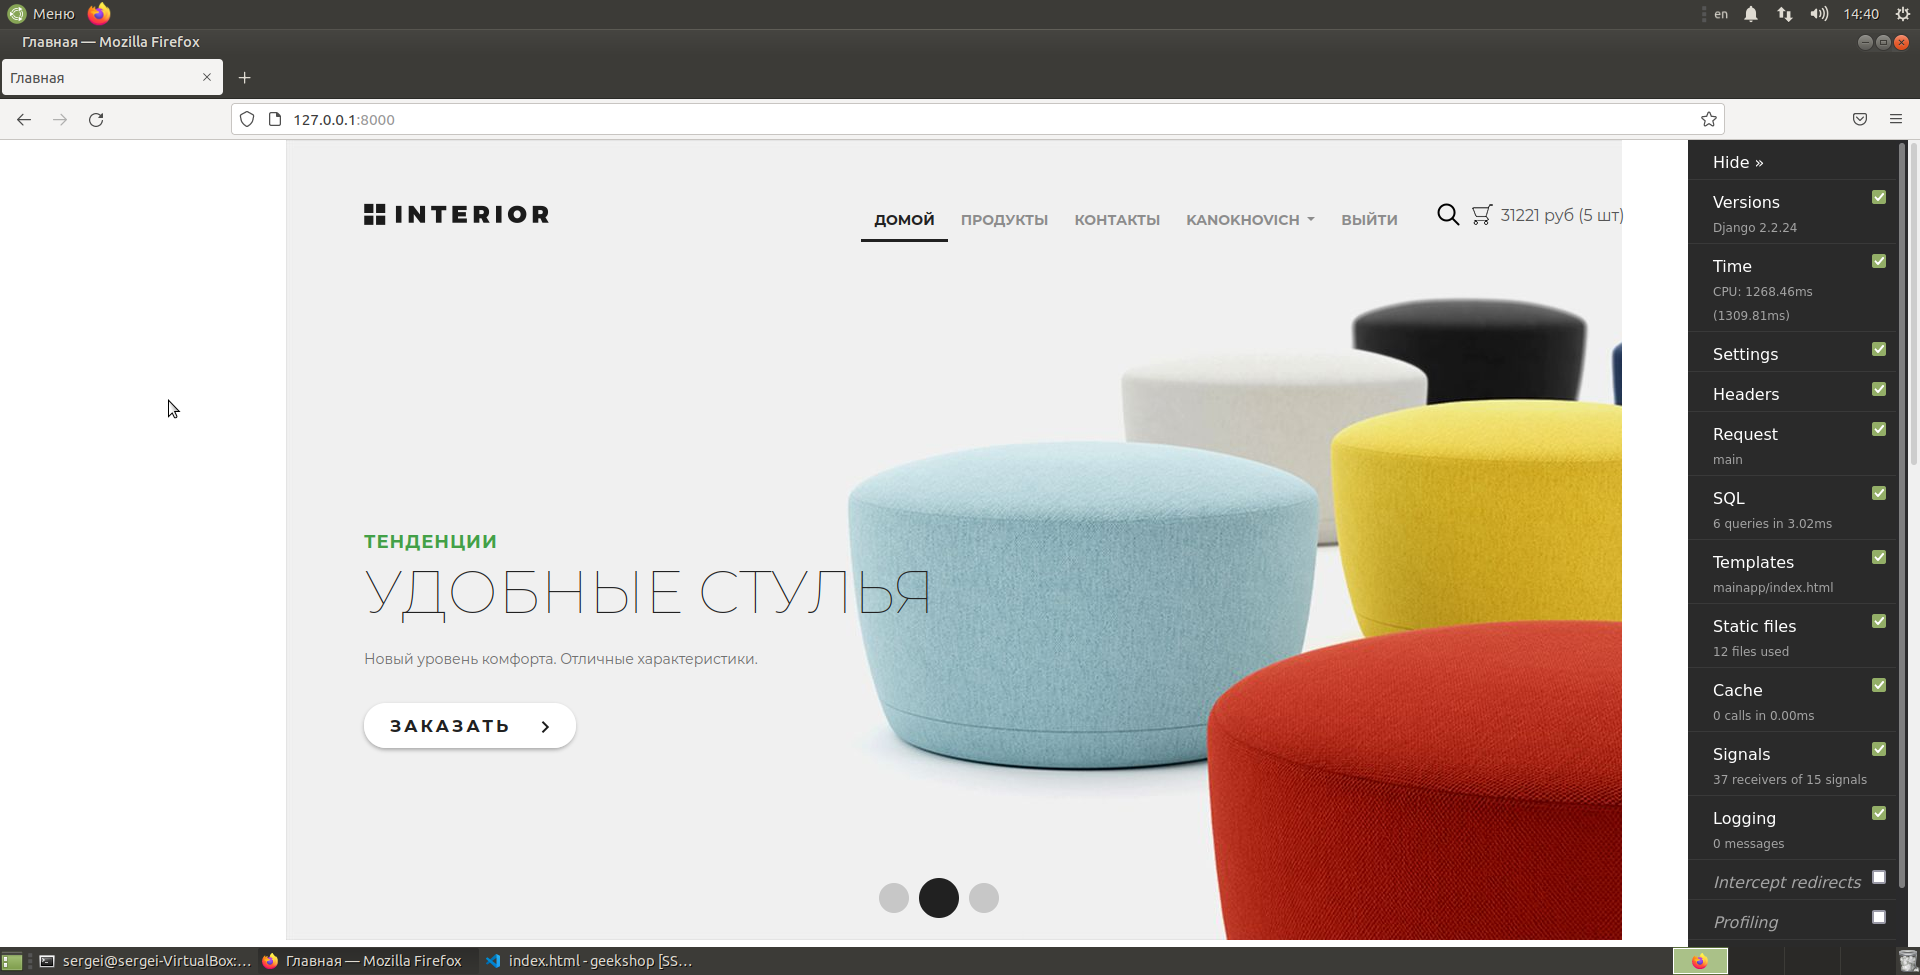 Меню
en
14:40
Главная — Mozilla Firefox
Главная
127.0.0.1:8000
INTERIOR
ДОМОЙ
ПРОДУКТЫ
КОНТАКТЫ
KANOKHOVICH
ВЫЙТИ
31221 руб (5 шт)
ТЕНДЕНЦИИ
УДОБНЫЕ СТУЛЬЯ
Новый уровень комфорта. Отличные характеристики.
ЗАКАЗАТЬ
Hide »
Versions
Django 2.2.24
Time
CPU: 1268.46ms
(1309.81ms)
Settings
Headers
Request
main
SQL
6 queries in 3.02ms
Templates
mainapp/index.html
Static files
12 files used
Cache
0 calls in 0.00ms
Signals
37 receivers of 15 signals
Logging
0 messages
Intercept redirects
Profiling
sergei@sergei-VirtualBox:...
Главная — Mozilla Firefox
index.html - geekshop [SS...